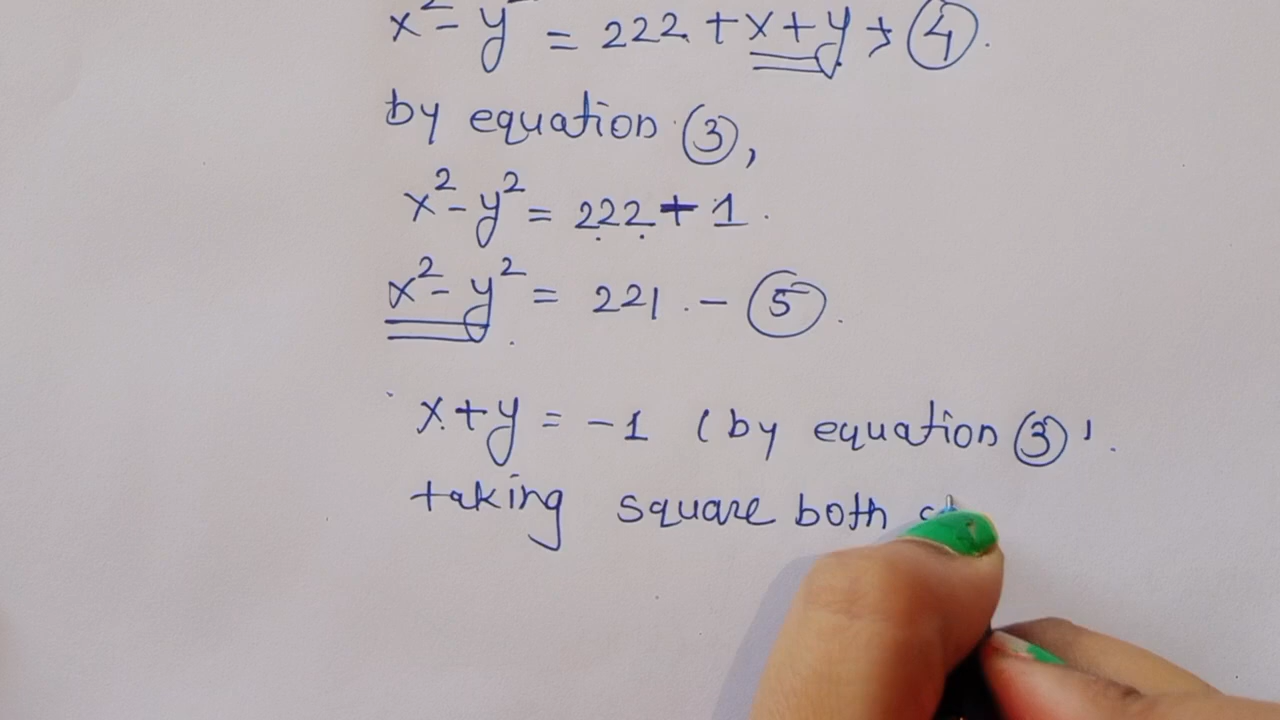 x² - y² = 222 + x + y → ④.
by equation ③,
x² - y² = 222 + 1.
x² - y² = 221. - ⑤.
x + y = -1 (by equation ③)
taking square both